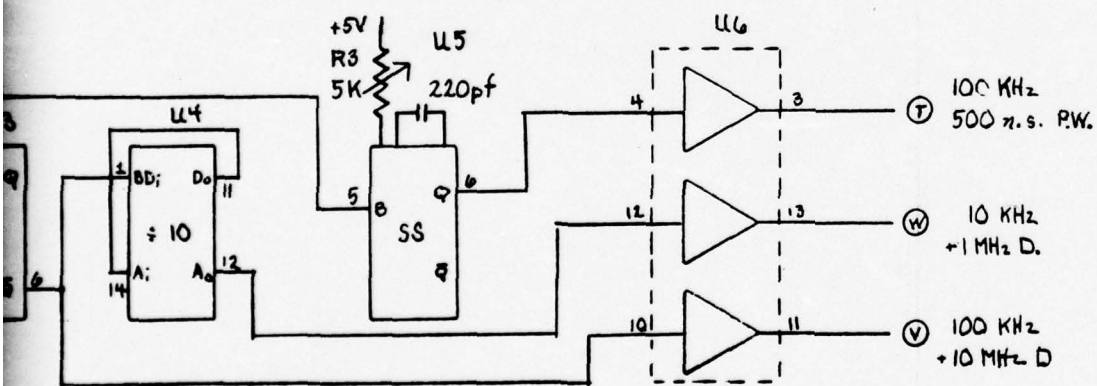 +5V
R3
5K
U5
220pf
U6
U4
3
1
BDi
Do
11
÷ 10
Ai
14
Ao
12
6
5
B
Q
6
SS
Q̄
4
3
T
100 KHz
500 n.s. P.W.
12
13
W
10 KHz
+1 MHz D.
10
11
V
100 KHz
+10 MHz D